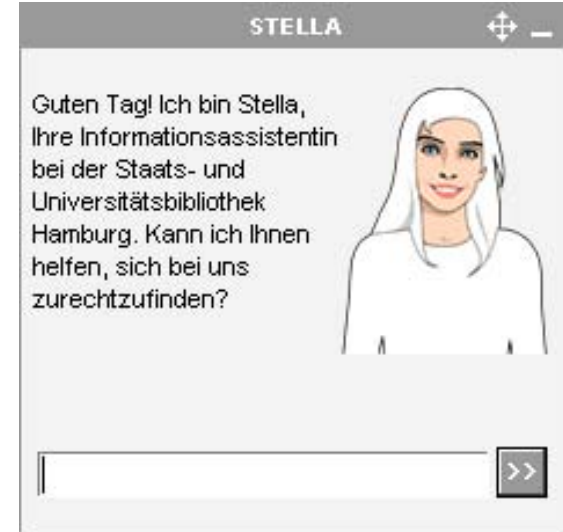 STELLA
Guten Tag! Ich bin Stella,
Ihre Informationsassistentin
bei der Staats- und
Universitätsbibliothek
Hamburg. Kann ich Ihnen
helfen, sich bei uns
zurechtzufinden?
>>